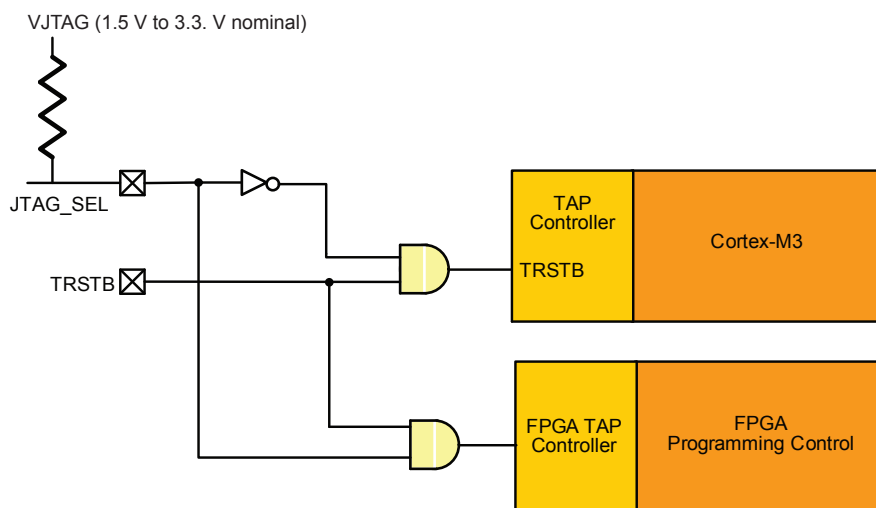 VJTAG (1.5 V to 3.3. V nominal)
JTAG_SEL
TRSTB
TAP
Controller
TRSTB
Cortex-M3
FPGA TAP
Controller
FPGA
Programming Control